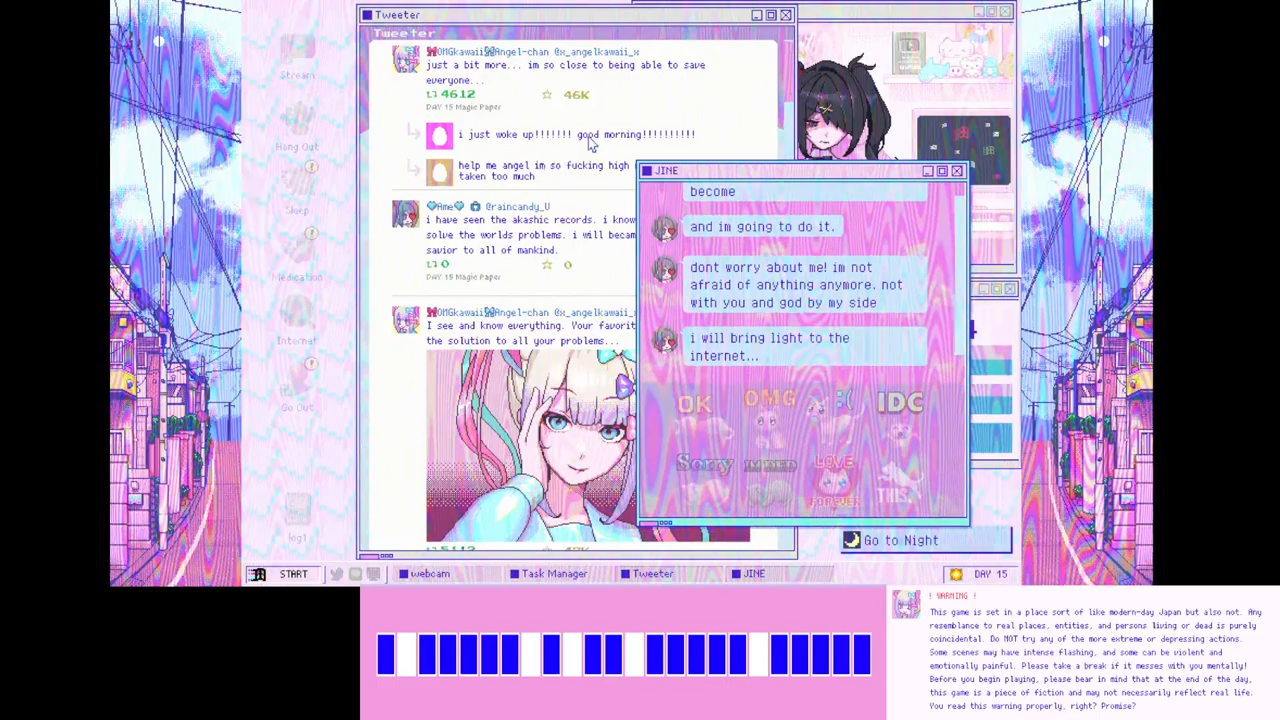 Tweeter
Tweeter
OMGkawaii Angel-chan @x_angelkawaii_x
just a bit more... im so close to being able to save
everyone...
4612 46K
DAY 15 Magic Paper
i just woke up!!!!!!! good morning!!!!!!!!!!
help me angel im so fucking high
taken too much
Ame @raincandy_U
i have seen the akashic records. i know
solve the worlds problems. i will becam
savior to all of mankind.
0 0
DAY 15 Magic Paper
OMGkawaii Angel-chan @x_angelkawaii_x
I see and know everything. Your favorit
the solution to all your problems...
Stream
Hang Out
Sleep
Medication
Internet
Go Out
log1
JINE
become
and im going to do it.
dont worry about me! im not
afraid of anything anymore. not
with you and god by my side
i will bring light to the
internet...
OK OMG :( IDC
Sorry LOVE THIS.
FOREVER
Go to Night
START webcam Task Manager Tweeter JINE DAY 15
! WARNING !
This game is set in a place sort of like modern-day Japan but also not. Any
resemblance to real places, entities, and persons living or dead is purely
coincidental. Do NOT try any of the more extreme or depressing actions.
Some scenes may have intense flashing, and some can be violent and
emotionally painful. Please take a break if it messes with you mentally!
Before you begin playing, please bear in mind that at the end of the day,
this game is a piece of fiction and may not necessarily reflect real life.
You read this warning properly, right? Promise?